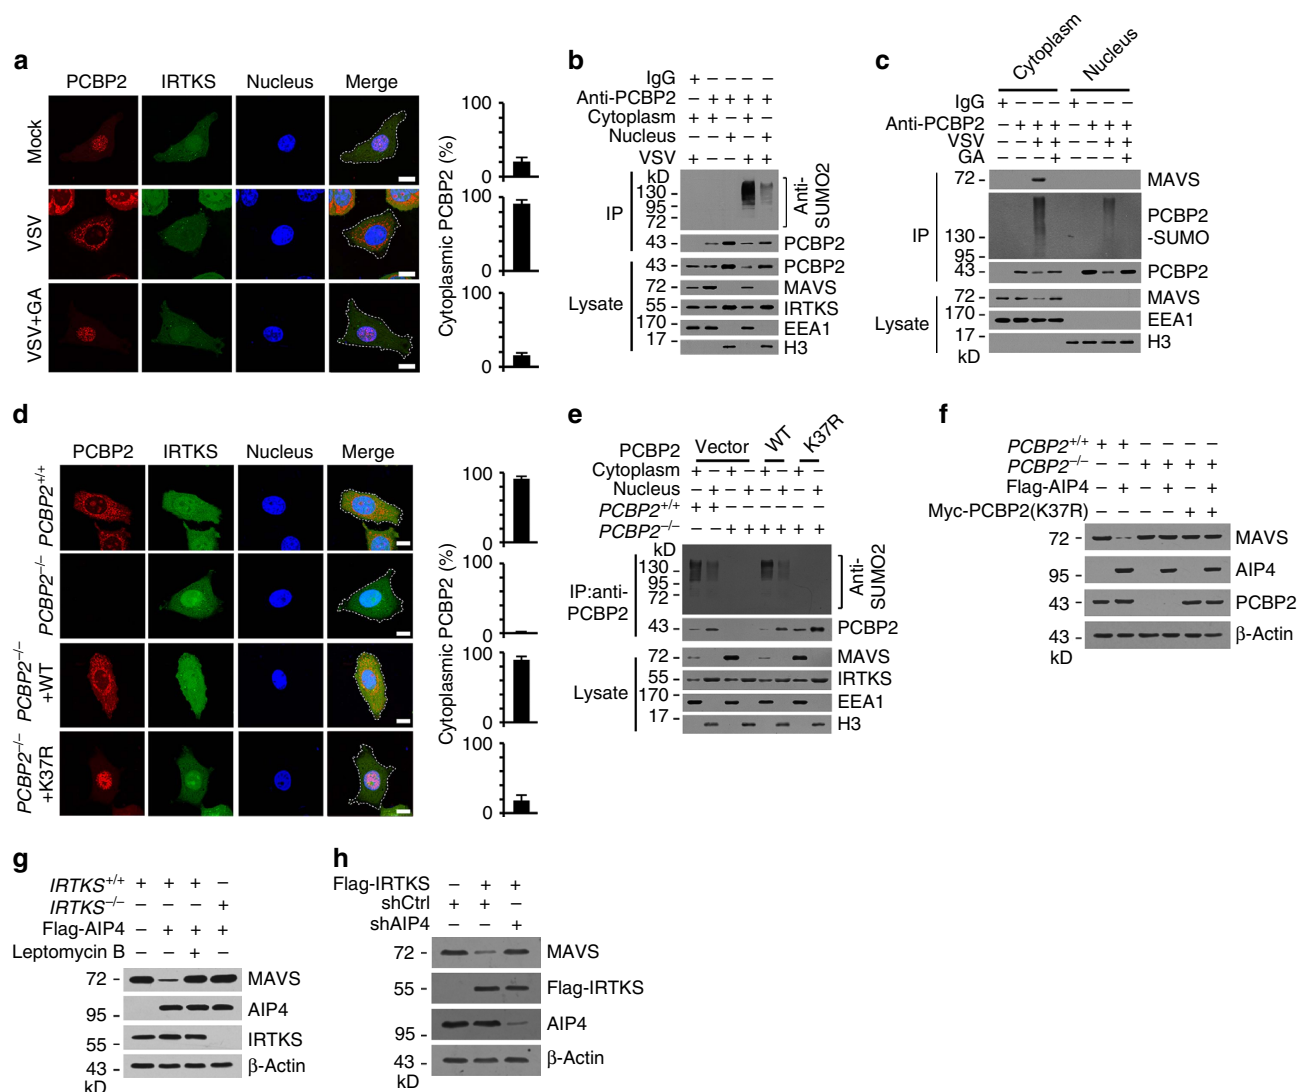 a
PCBP2 IRTKS Nucleus Merge
Mock
VSV
VSV+GA
Cytoplasmic PCBP2 (%)
100
0
100
0
100
0
b
IgG + – – – –
Anti-PCBP2 – + + + +
Cytoplasm + + – + –
Nucleus – – + – +
VSV + – – + +
kD
130
95
72
Anti-SUMO2
IP
43 PCBP2
Lysate
43 PCBP2
72 MAVS
55 IRTKS
170 EEA1
17 H3
c
Cytoplasm Nucleus
IgG + – – – + – – –
Anti-PCBP2 – + + + – + + +
VSV – – + + – – + +
GA – – – + – – – +
IP
72 MAVS
PCBP2
-SUMO
130
95
43 PCBP2
Lysate
72 MAVS
170 EEA1
17 H3
kD
d
PCBP2 IRTKS Nucleus Merge
PCBP2+/+
PCBP2–/–
PCBP2–/–
+WT
PCBP2–/–
+K37R
Cytoplasmic PCBP2 (%)
100
0
100
0
100
0
100
0
e
PCBP2 Vector WT K37R
Cytoplasm + – + – + – + –
Nucleus – + – + – + – +
PCBP2+/+ + + – – – – – –
PCBP2–/– – – + + + + + +
kD
130
95
72
Anti-SUMO2
IP:anti-
PCBP2
43 PCBP2
Lysate
72 MAVS
55 IRTKS
170 EEA1
17 H3
f
PCBP2+/+ + + – – – –
PCBP2–/– – – + + + +
Flag-AIP4 – + – + – +
Myc-PCBP2(K37R) – – – – + +
72 MAVS
95 AIP4
43 PCBP2
43 β-Actin
kD
g
IRTKS+/+ + + + –
IRTKS–/– – – – +
Flag-AIP4 – + + +
Leptomycin B – – + –
72 MAVS
95 AIP4
55 IRTKS
43 β-Actin
kD
h
Flag-IRTKS – + +
shCtrl + + –
shAIP4 – – +
72 MAVS
55 Flag-IRTKS
95 AIP4
43 β-Actin
kD